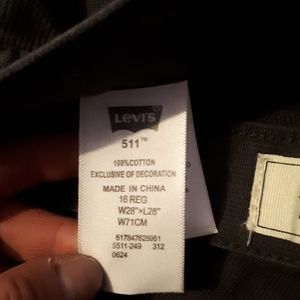 Levi's
511™
100%COTTON
EXCLUSIVE OF DECORATION
MADE IN CHINA
16 REG
W28"×L28"
W71CM
617847625961
5511-249 312
0624